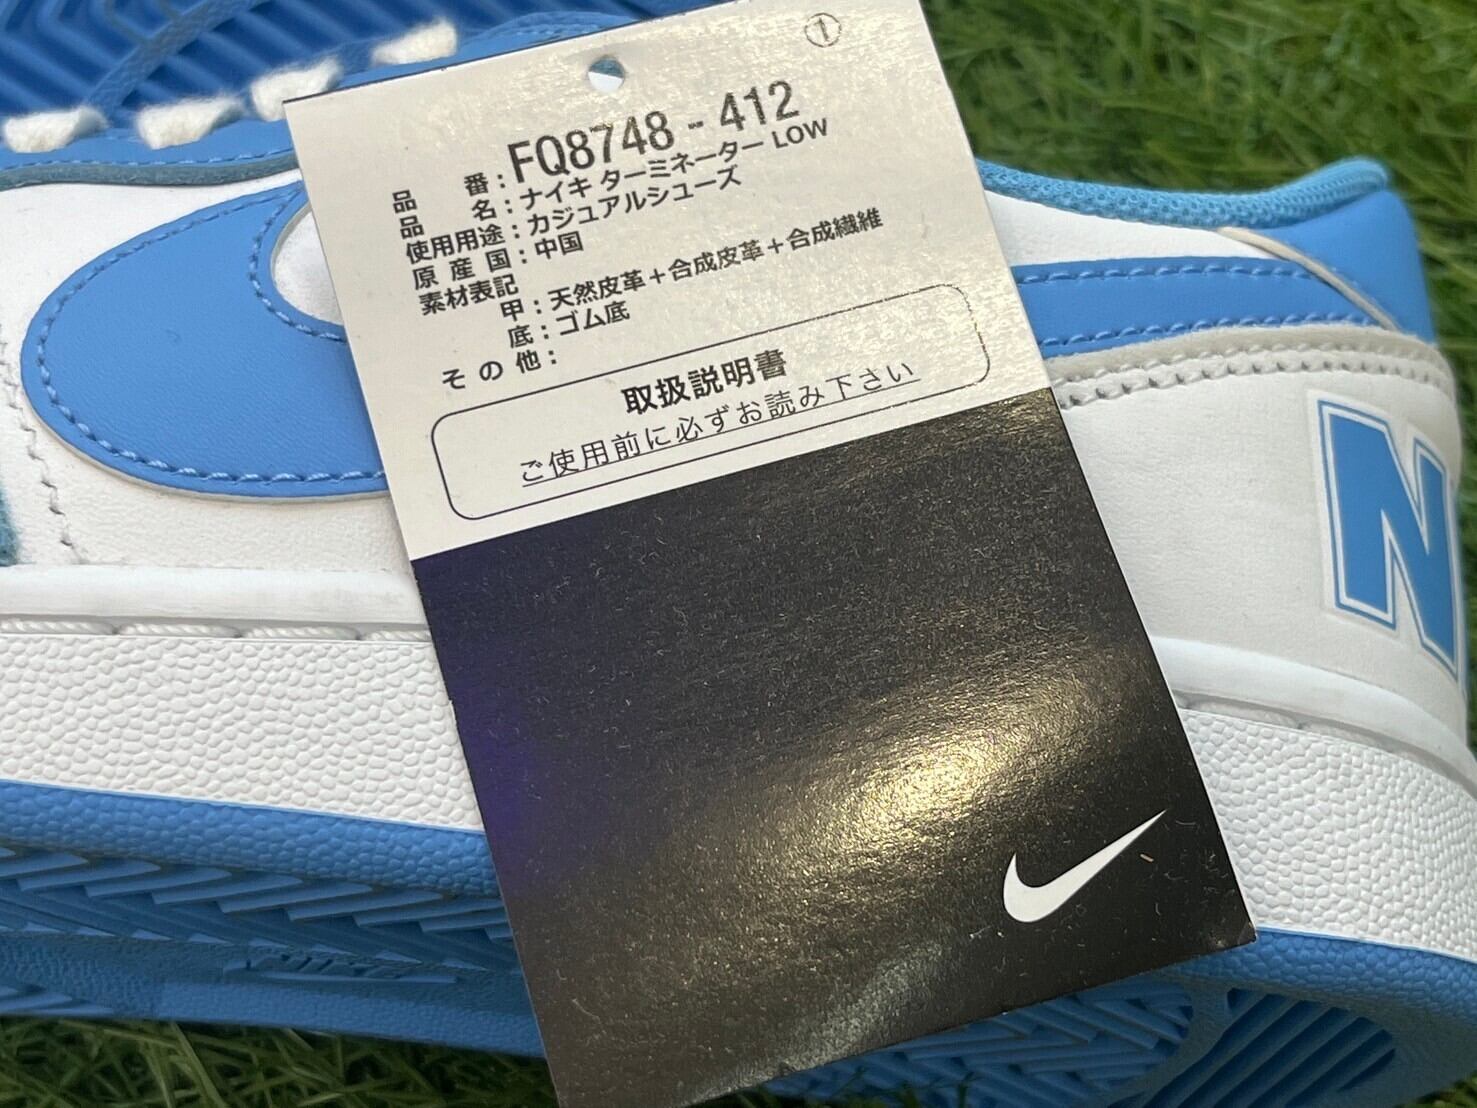 ①
品 番 : FQ8748 - 412
品 名 : ナイキ ターミネーター LOW
使用用途 : カジュアルシューズ
原 産 国 : 中国
素材表記
甲 : 天然皮革+合成皮革+合成繊維
底 : ゴム底
そ の 他 :
取扱説明書
ご使用前に必ずお読み下さい
N